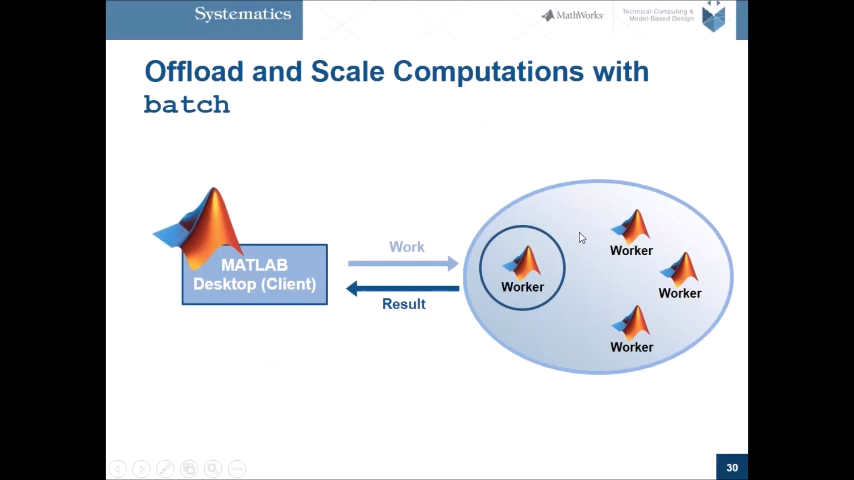 Systematics
MathWorks
Technical Computing &
Model-Based Design
Offload and Scale Computations with
batch
MATLAB
Desktop (Client)
Work
Result
Worker
Worker
Worker
Worker
30